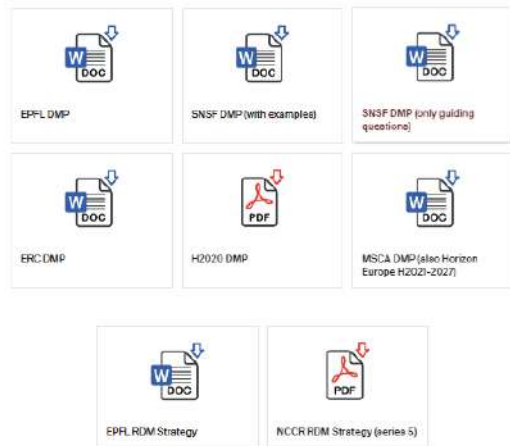 W DOC
W DOC
W DOC
EPFL DMP
SNSF DMP (with examples)
SNSF DMP (only guiding
questions)
W DOC
PDF
W DOC
ERC DMP
H2020 DMP
MSCA DMP (also Horizon
Europe H2021-2027)
W DOC
PDF
EPFL RDM Strategy
NCCR RDM Strategy (series 5)